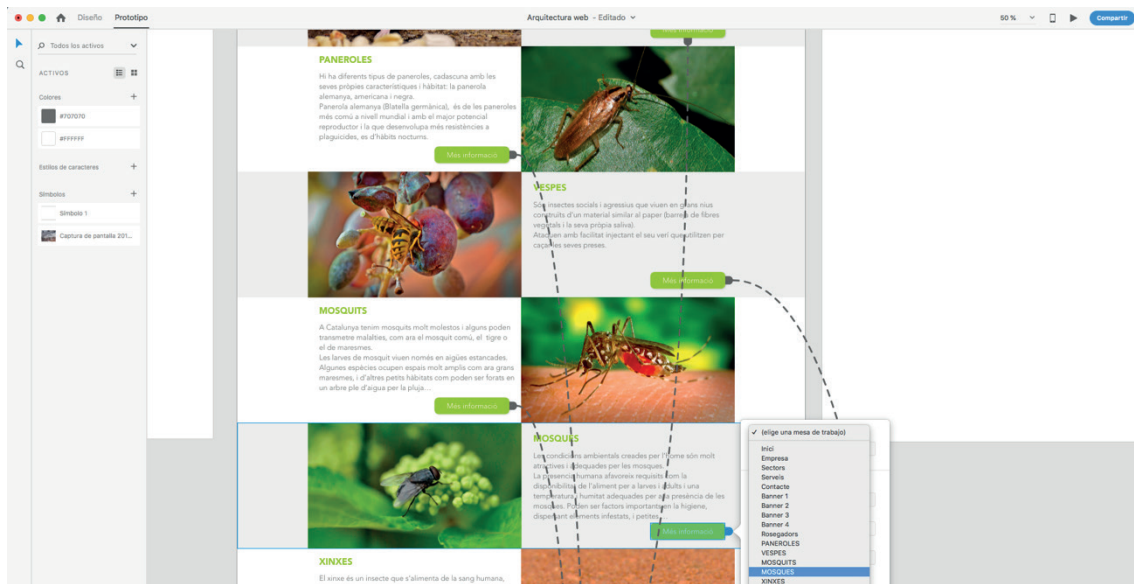 Diseño Prototipo
Arquitectura web - Editado
50 %
Compartir
Todos los activos
ACTIVOS
Colores
#707070
#FFFFFF
Estilos de caracteres
Símbolos
Símbolo 1
Captura de pantalla 201...
PANEROLES
Hi ha diferents tipus de paneroles, cadascuna amb les
seves pròpies característiques i hàbitat: la panerola
alemanya, americana i negra.
Panerola alemanya (Blatella germànica), és de les paneroles
més comú a nivell mundial i amb el major potencial
reproductor i la que desenvolupa més resistències a
plaguicides, es d'hàbits nocturns.
Més informació
VESPES
Són insectes socials i agressius que viuen en grans nius
construïts d'un material similar al paper (barreja de fibres
vegetals i la seva pròpia saliva).
Ataquen amb facilitat injectant el seu verí que utilitzen per
caçar les seves preses.
Més informació
MOSQUITS
A Catalunya tenim mosquits molt molestos i alguns poden
transmetre malalties, com ara el mosquit comú, el tigre o
el de maresmes.
Les larves de mosquit viuen només en aigües estancades.
Algunes espècies ocupen espais molt amplis com ara grans
maresmes, i d'altres petits hàbitats com poden ser forats en
un arbre ple d'aigua per la pluja...
Més informació
MOSQUES
Les condicions ambientals creades per l'home són molt
atractives i adequades per les mosques.
La presencia humana afavoreix requisits com la
disponibilitat de l'aliment per a larves i adults i una
temperatura i humitat adequades per a la presència de les
mosques. Poden ser factors importants en la higiene,
dispersant elements infestats, i petites...
Més informació
XINXES
El xinxe és un insecte que s'alimenta de la sang humana,
(elige una mesa de trabajo)
Inici
Empresa
Sectors
Serveis
Contacte
Banner 1
Banner 2
Banner 3
Banner 4
Rosegadors
PANEROLES
VESPES
MOSQUITS
MOSQUES
XINXES